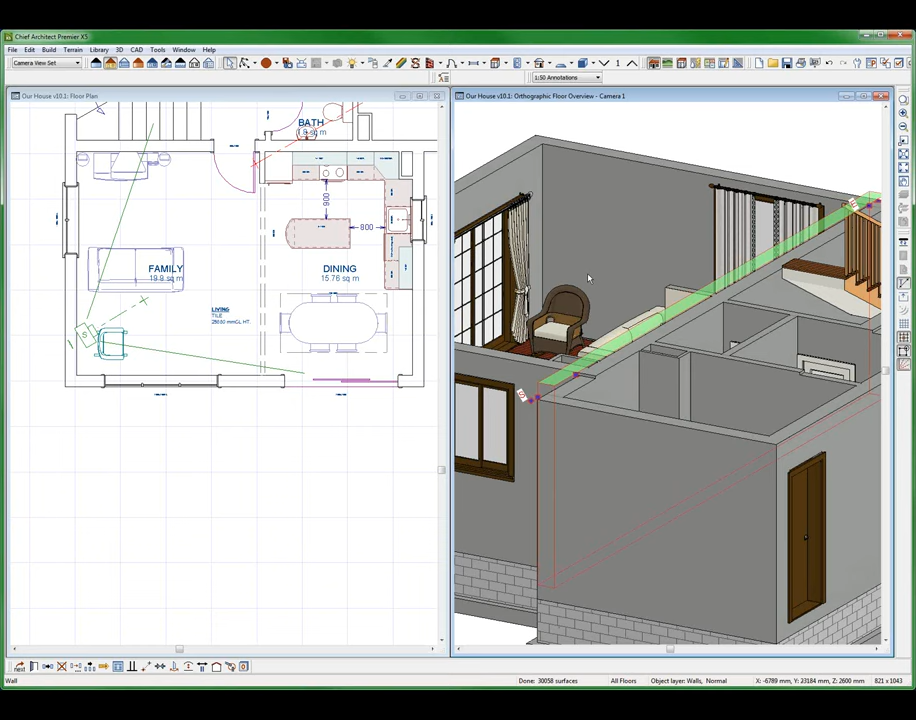 Chief Architect Premier X5
File Edit Build Terrain Library 3D CAD Tools Window Help
Camera View Set
1
1:50 Annotations
Our House v10.1: Floor Plan
Our House v10.1: Orthographic Floor Overview - Camera 1
BATH
900
800
FAMILY
19.8 sq m
DINING
15.76 sq m
LIVING
TILE
Wall
Done: 30058 surfaces
All Floors
Object layer: Walls, Normal
X: -6789 mm, Y: 23184 mm, Z: 2600 mm
821 x 1043